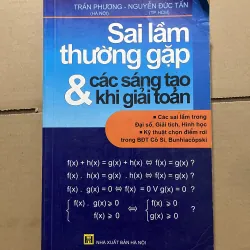 TRẦN PHƯƠNG - NGUYỄN ĐỨC TẤN
(HÀ NỘI) (TP. HCM)
Sai lầm
thường gặp
& các sáng tạo
khi giải toán
Các sai lầm trong
Đại số, Giải tích, Hình học
Kỹ thuật chọn điểm rơi
trong BĐT Cô Si, Bunhiacôpski
f(x) + h(x) = g(x) + h(x) ⇔ f(x) = g(x) ?
f(x) . h(x) = g(x) . h(x) ⇔ f(x) = g(x) ?
f(x) . g(x) = 0 ⇔ f(x) = 0 V g(x) = 0 ?
{ f(x). g(x) ⩾ 0 ⇔ { f(x) ⩾ 0 ?
f(x) ⩾ 0 g(x) ⩾ 0
NHÀ XUẤT BẢN HÀ NỘI